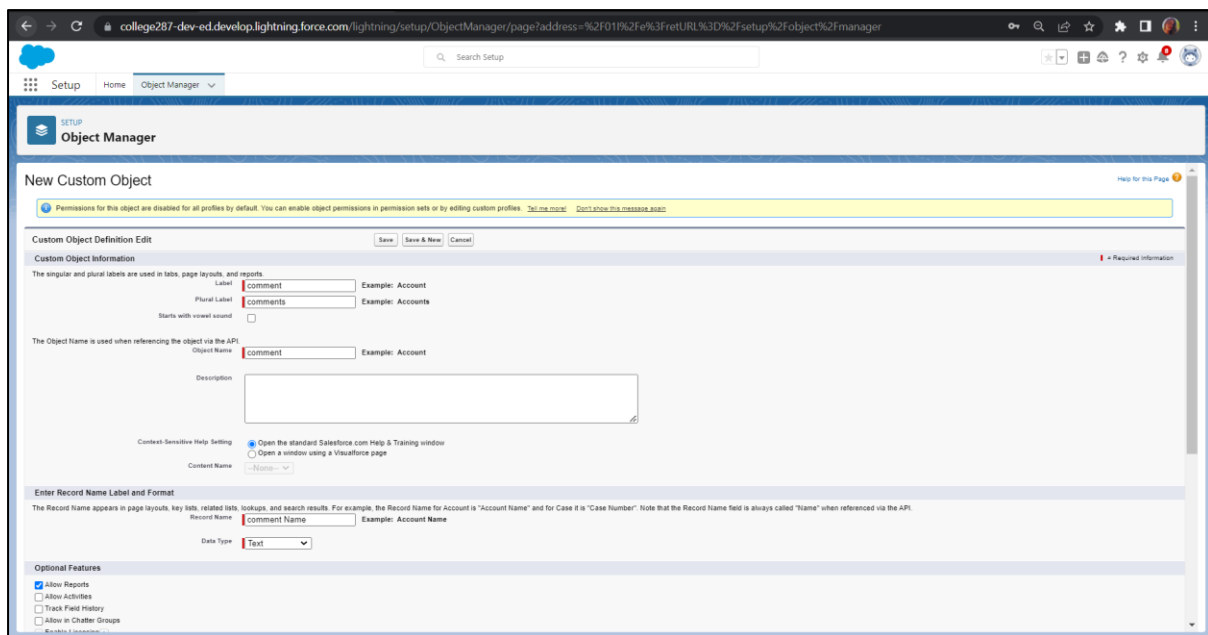 college287-dev-ed.develop.lightning.force.com/lightning/setup/ObjectManager/page?address=%2F01I%2Fe%3FretURL%3D%2Fsetup%2Fobject%2Fmanager
Search Setup
Setup Home Object Manager
SETUP
Object Manager
New Custom Object
Help for this Page
Permissions for this object are disabled for all profiles by default. You can enable object permissions in permission sets or by editing custom profiles. Tell me more! Don't show this message again
Custom Object Definition Edit Save Save & New Cancel
Custom Object Information = Required Information
The singular and plural labels are used in tabs, page layouts, and reports.
Label comment Example: Account
Plural Label comments Example: Accounts
Starts with vowel sound
The Object Name is used when referencing the object via the API.
Object Name comment Example: Account
Description
Context-Sensitive Help Setting Open the standard Salesforce.com Help & Training window
Open a window using a Visualforce page
Content Name --None--
Enter Record Name Label and Format
The Record Name appears in page layouts, key lists, related lists, lookups, and search results. For example, the Record Name for Account is "Account Name" and for Case it is "Case Number". Note that the Record Name field is always called "Name" when referenced via the API.
Record Name comment Name Example: Account Name
Data Type Text
Optional Features
Allow Reports
Allow Activities
Track Field History
Allow in Chatter Groups
Enable Licensing